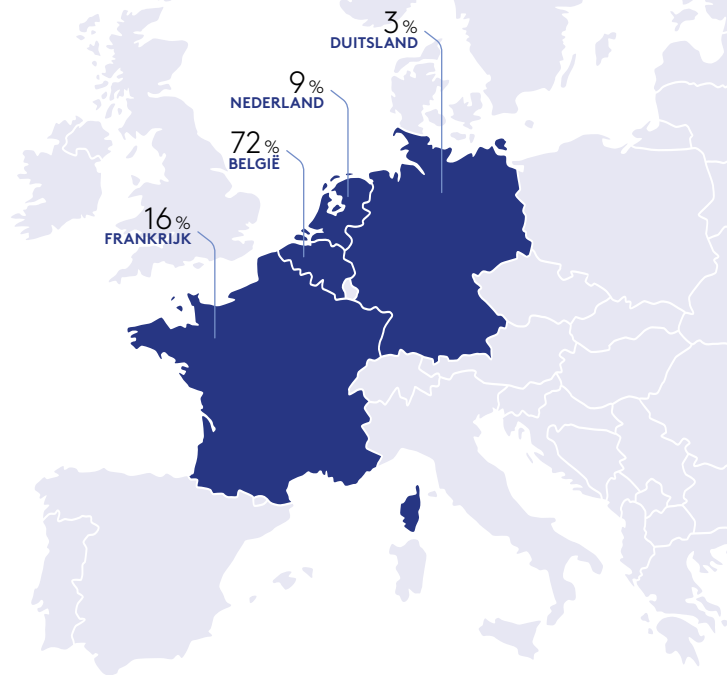 3 %
DUITSLAND
9 %
NEDERLAND
72 %
BELGIË
16 %
FRANKRIJK